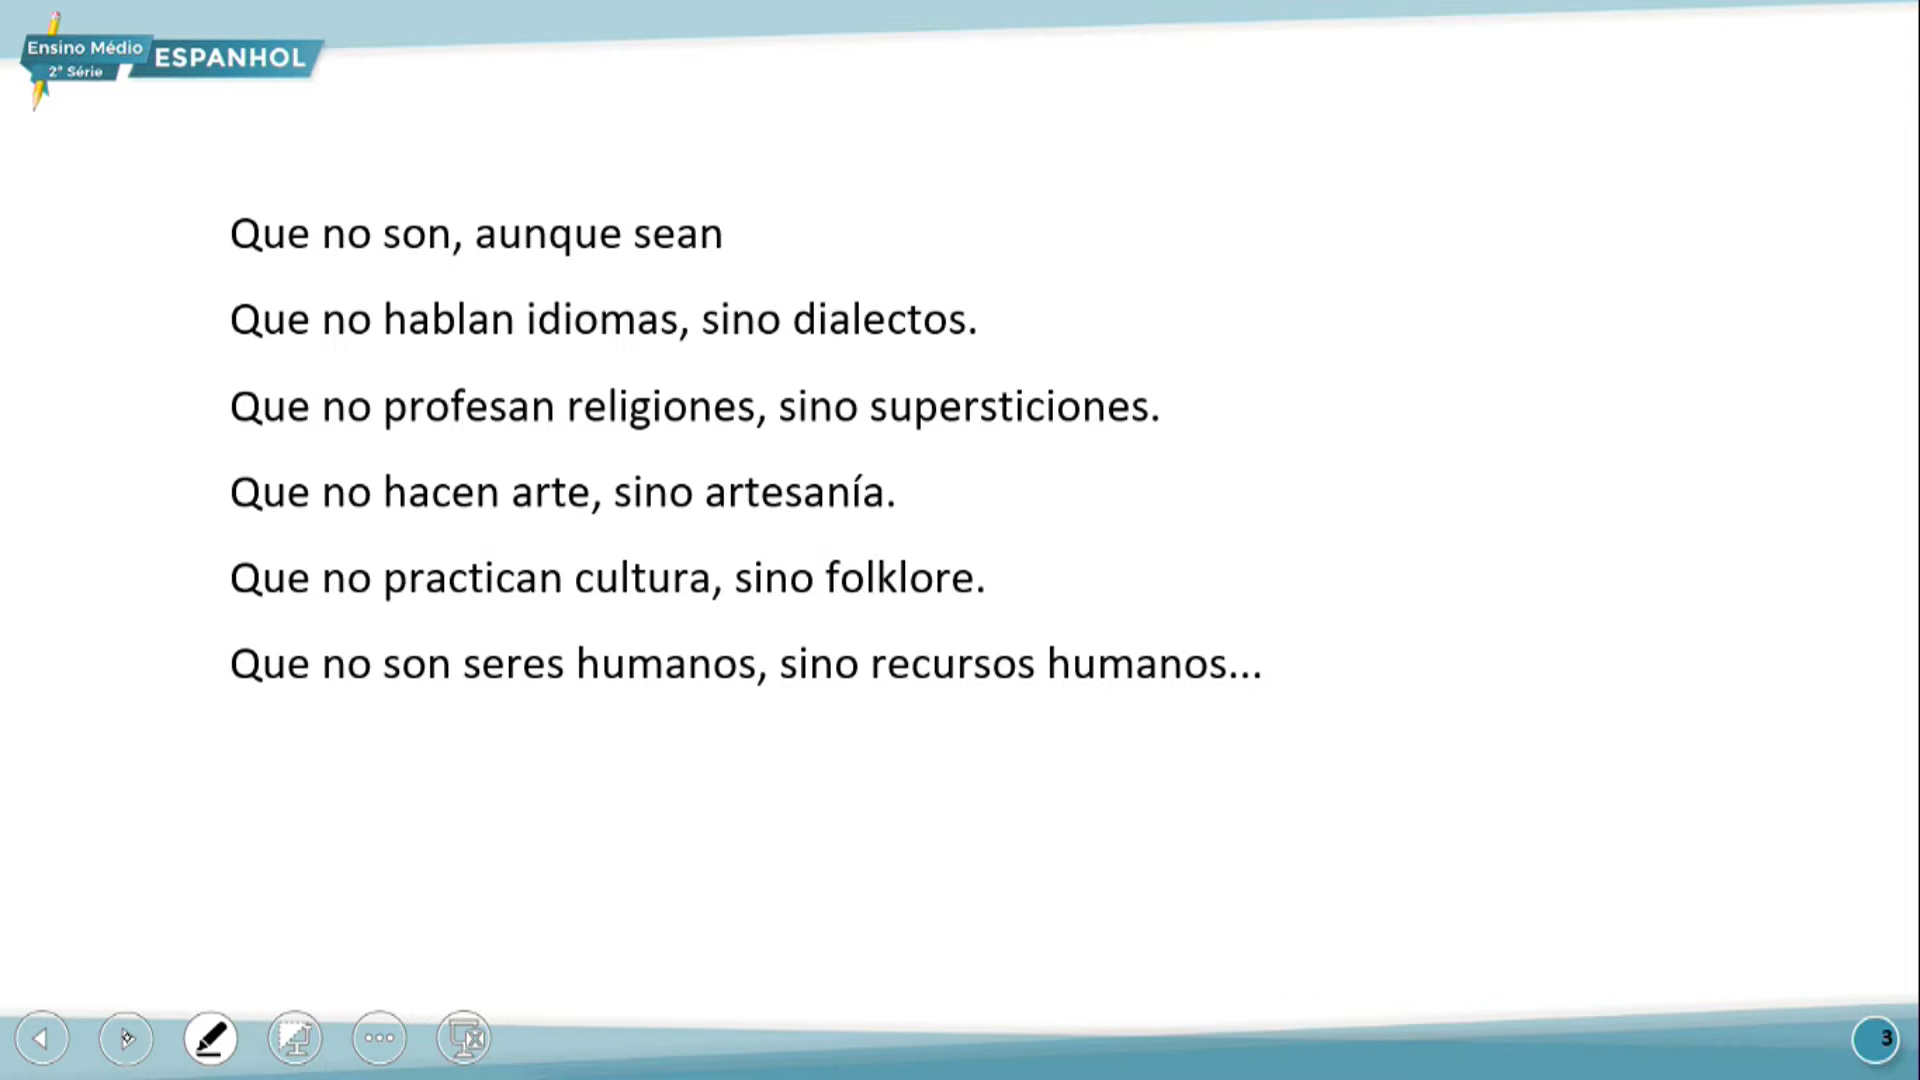 Ensino Médio
2ª Série
ESPANHOL
Que no son, aunque sean
Que no hablan idiomas, sino dialectos.
Que no profesan religiones, sino supersticiones.
Que no hacen arte, sino artesanía.
Que no practican cultura, sino folklore.
Que no son seres humanos, sino recursos humanos...
3